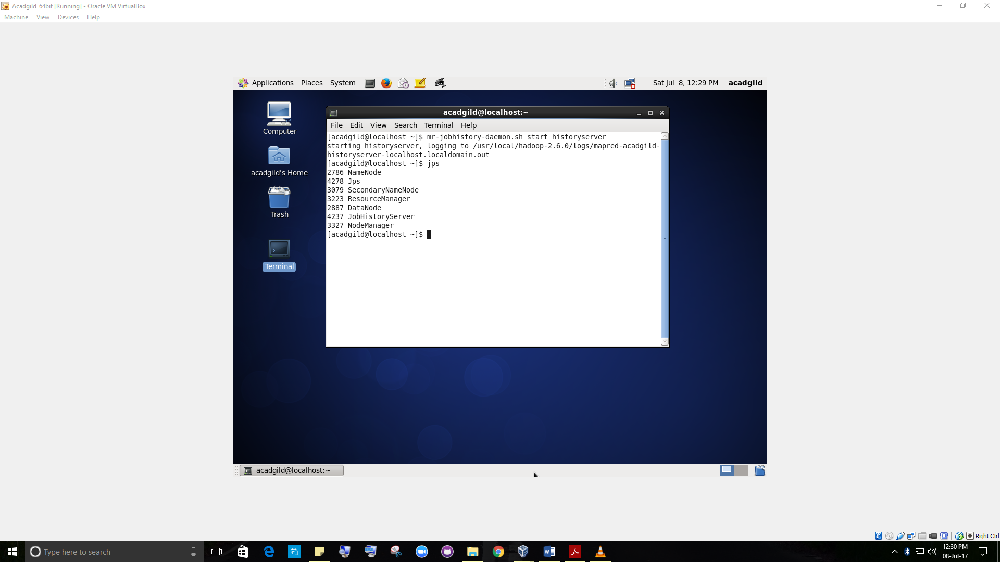 Acadgild_64bit [Running] - Oracle VM VirtualBox
Machine View Devices Help
Applications Places System
Sat Jul 8, 12:29 PM acadgild
Computer
acadgild's Home
Trash
Terminal
acadgild@localhost:~
File Edit View Search Terminal Help
[acadgild@localhost ~]$ mr-jobhistory-daemon.sh start historyserver
starting historyserver, logging to /usr/local/hadoop-2.6.0/logs/mapred-acadgild-
historyserver-localhost.localdomain.out
[acadgild@localhost ~]$ jps
2786 NameNode
4278 Jps
3079 SecondaryNameNode
3223 ResourceManager
2887 DataNode
4237 JobHistoryServer
3327 NodeManager
[acadgild@localhost ~]$
acadgild@localhost:~
Right Ctrl
Type here to search
12:30 PM
08-Jul-17